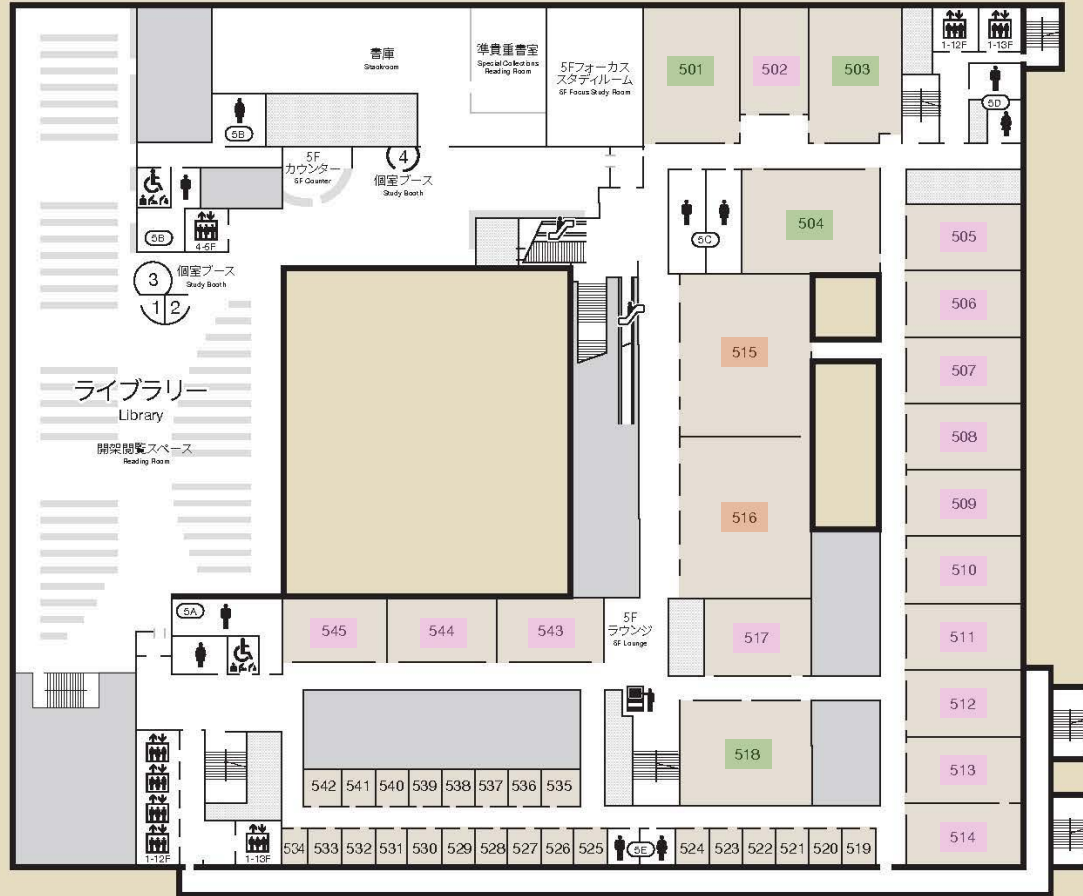 書庫
Stackroom
準貴重書室
Special Collections
Reading Room
5Fフォーカス
スタディルーム
5F Focus Study Room
501
502
503
1-12F
1-13F
5D
5B
5F
カウンター
5F Counter
4
個室ブース
Study Booth
5B
4-5F
5C
504
505
3
個室ブース
Study Booth
1
2
506
515
507
ライブラリー
Library
408
開架閲覧スペース
Reading Room
508
509
516
510
5A
545
544
543
5F
ラウンジ
5F Lounge
517
511
512
518
513
542
541
540
539
538
537
536
535
514
1-12F
1-13F
534
533
532
531
530
529
528
527
526
525
5E
524
523
522
521
520
519